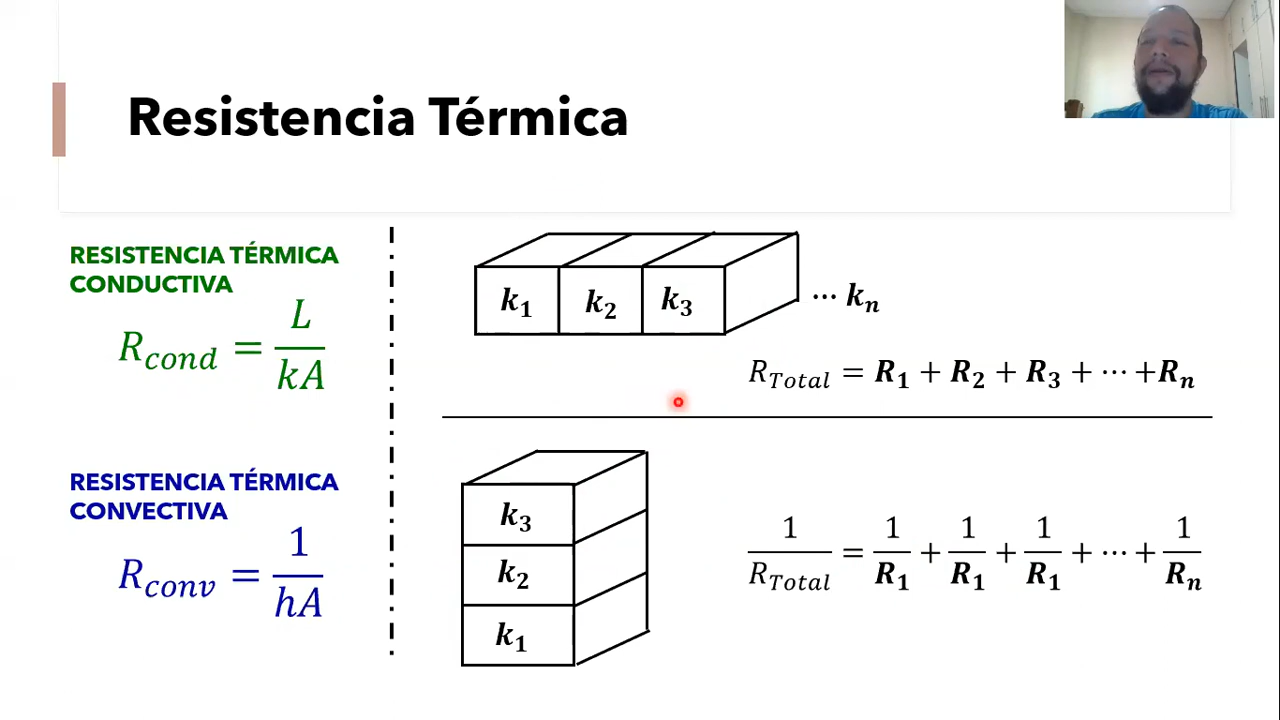 Resistencia Térmica
RESISTENCIA TÉRMICA
CONDUCTIVA
R_cond = L/kA
RESISTENCIA TÉRMICA
CONVECTIVA
R_conv = 1/hA
k₁ k₂ k₃ ... kₙ
R_Total = R₁ + R₂ + R₃ + ⋯ +Rₙ
k₃
k₂
k₁
1/R_Total = 1/R₁ + 1/R₁ + 1/R₁ + ⋯ + 1/Rₙ